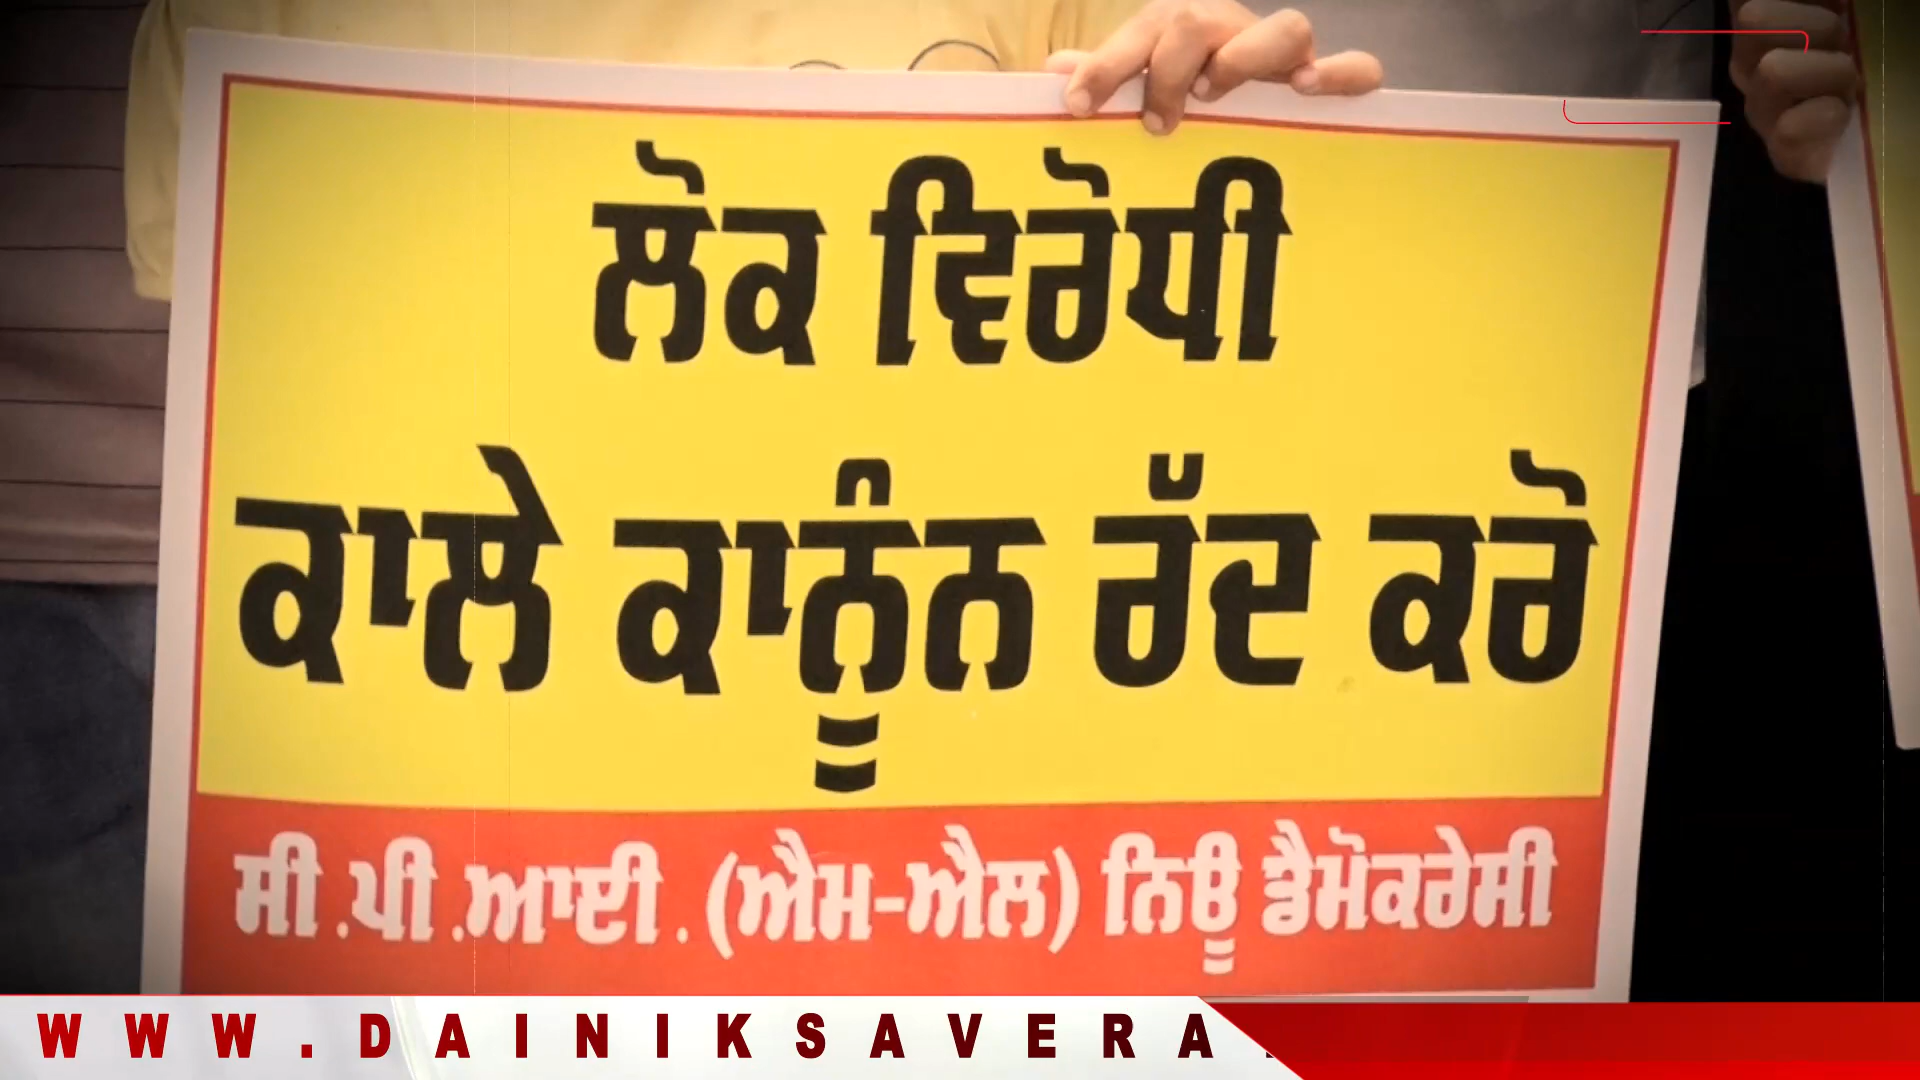 ਲੋਕ ਵਿਰੋਧੀ
ਕਾਲੇ ਕਾਨੂੰਨ ਰੱਦ ਕਰੋ
ਸੀ.ਪੀ.ਆਈ.(ਐਮ-ਐਲ) ਨਿਊ ਡੈਮੋਕਰੇਸੀ
WWW.DAINIKSAVERA